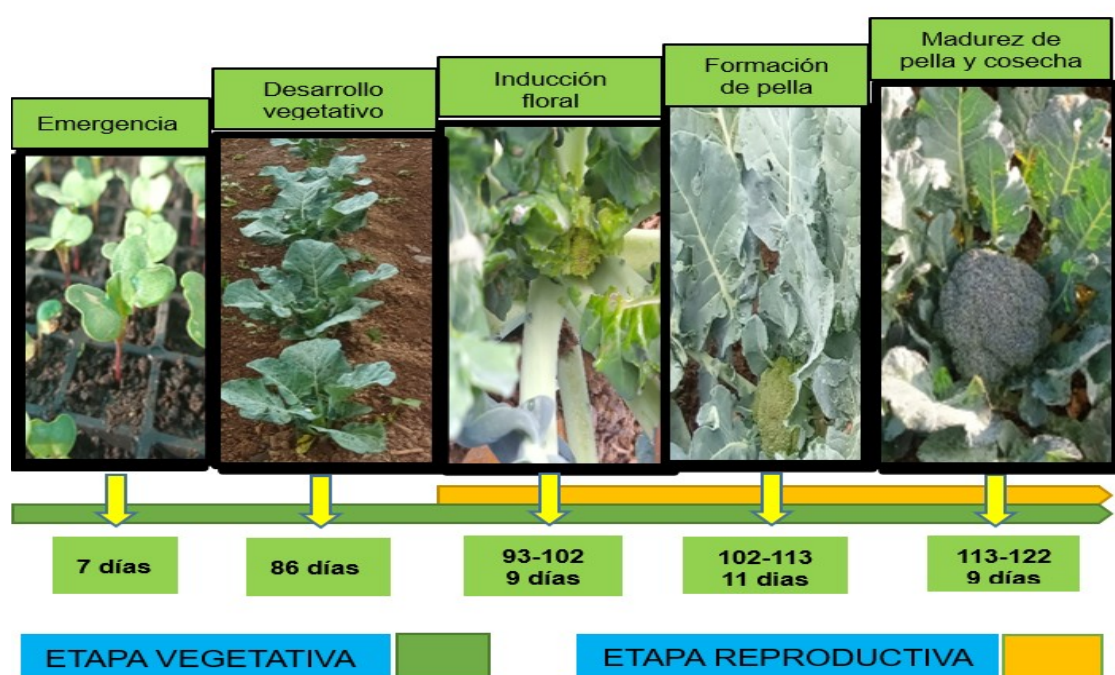 Emergencia
Desarrollo
vegetativo
Inducción
floral
Formación
de pella
Madurez de
pella y cosecha
7 días
86 días
93-102
9 días
102-113
11 dias
113-122
9 días
ETAPA VEGETATIVA
ETAPA REPRODUCTIVA